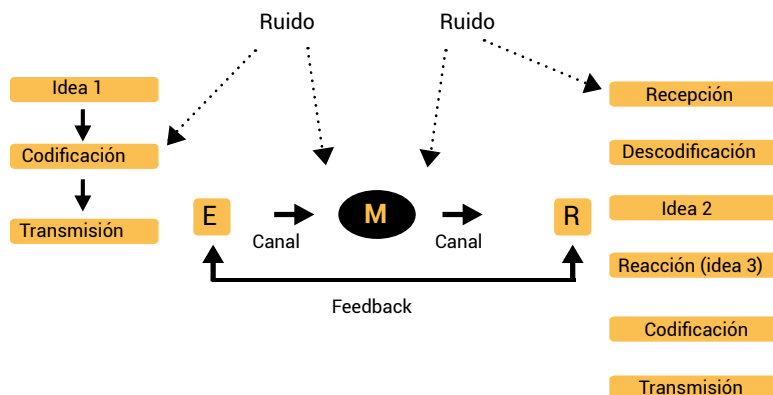 Ruido
Ruido
Idea 1
Codificación
Transmisión
E
Canal
M
Canal
R
Feedback
Recepción
Descodificación
Idea 2
Reacción (idea 3)
Codificación
Transmisión